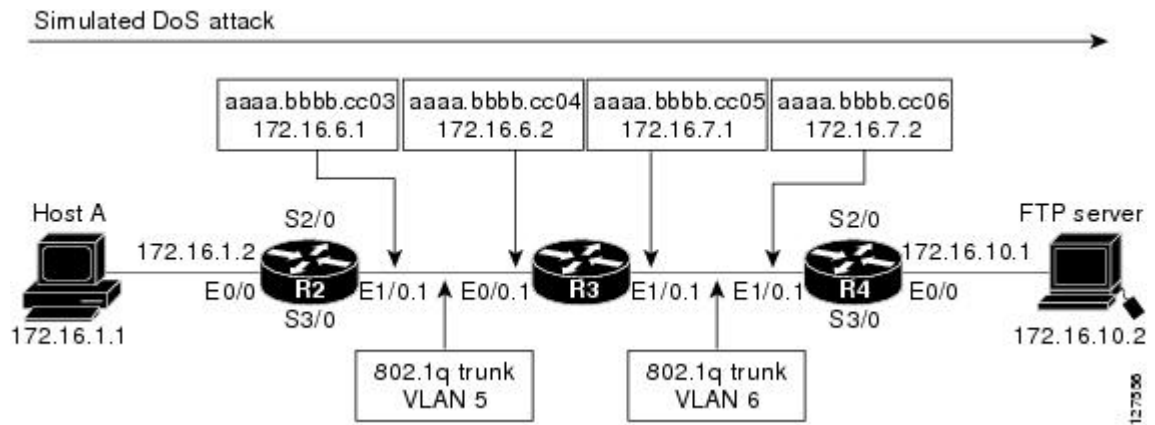 Simulated DoS attack
aaaa.bbbb.cc03
172.16.6.1
aaaa.bbbb.cc04
172.16.6.2
aaaa.bbbb.cc05
172.16.7.1
aaaa.bbbb.cc06
172.16.7.2
Host A
S2/0
S2/0
FTP server
172.16.1.2
172.16.10.1
E0/0
R2
E1/0.1
E0/0.1
R3
E1/0.1
E1/0.1
R4
E0/0
172.16.1.1
S3/0
S3/0
172.16.10.2
802.1q trunk
VLAN 5
802.1q trunk
VLAN 6
127556